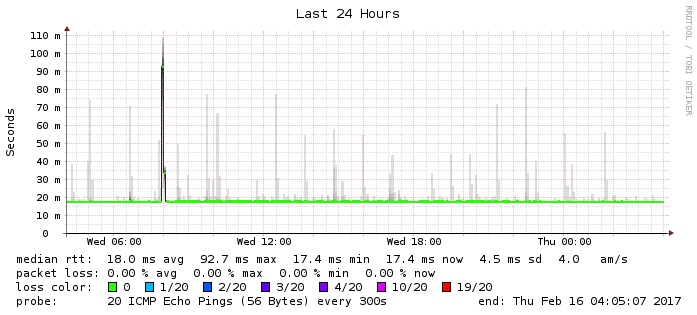 Last 24 Hours
RRDTOOL / TOBI OETIKER
Seconds
110 m
100 m
90 m
80 m
70 m
60 m
50 m
40 m
30 m
20 m
10 m
0
Wed 06:00 Wed 12:00 Wed 18:00 Thu 00:00
median rtt: 18.0 ms avg 92.7 ms max 17.4 ms min 17.4 ms now 4.5 ms sd 4.0 am/s
packet loss: 0.00 % avg 0.00 % max 0.00 % min 0.00 % now
loss color: 0 1/20 2/20 3/20 4/20 10/20 19/20
probe: 20 ICMP Echo Pings (56 Bytes) every 300s end: Thu Feb 16 04:05:07 2017